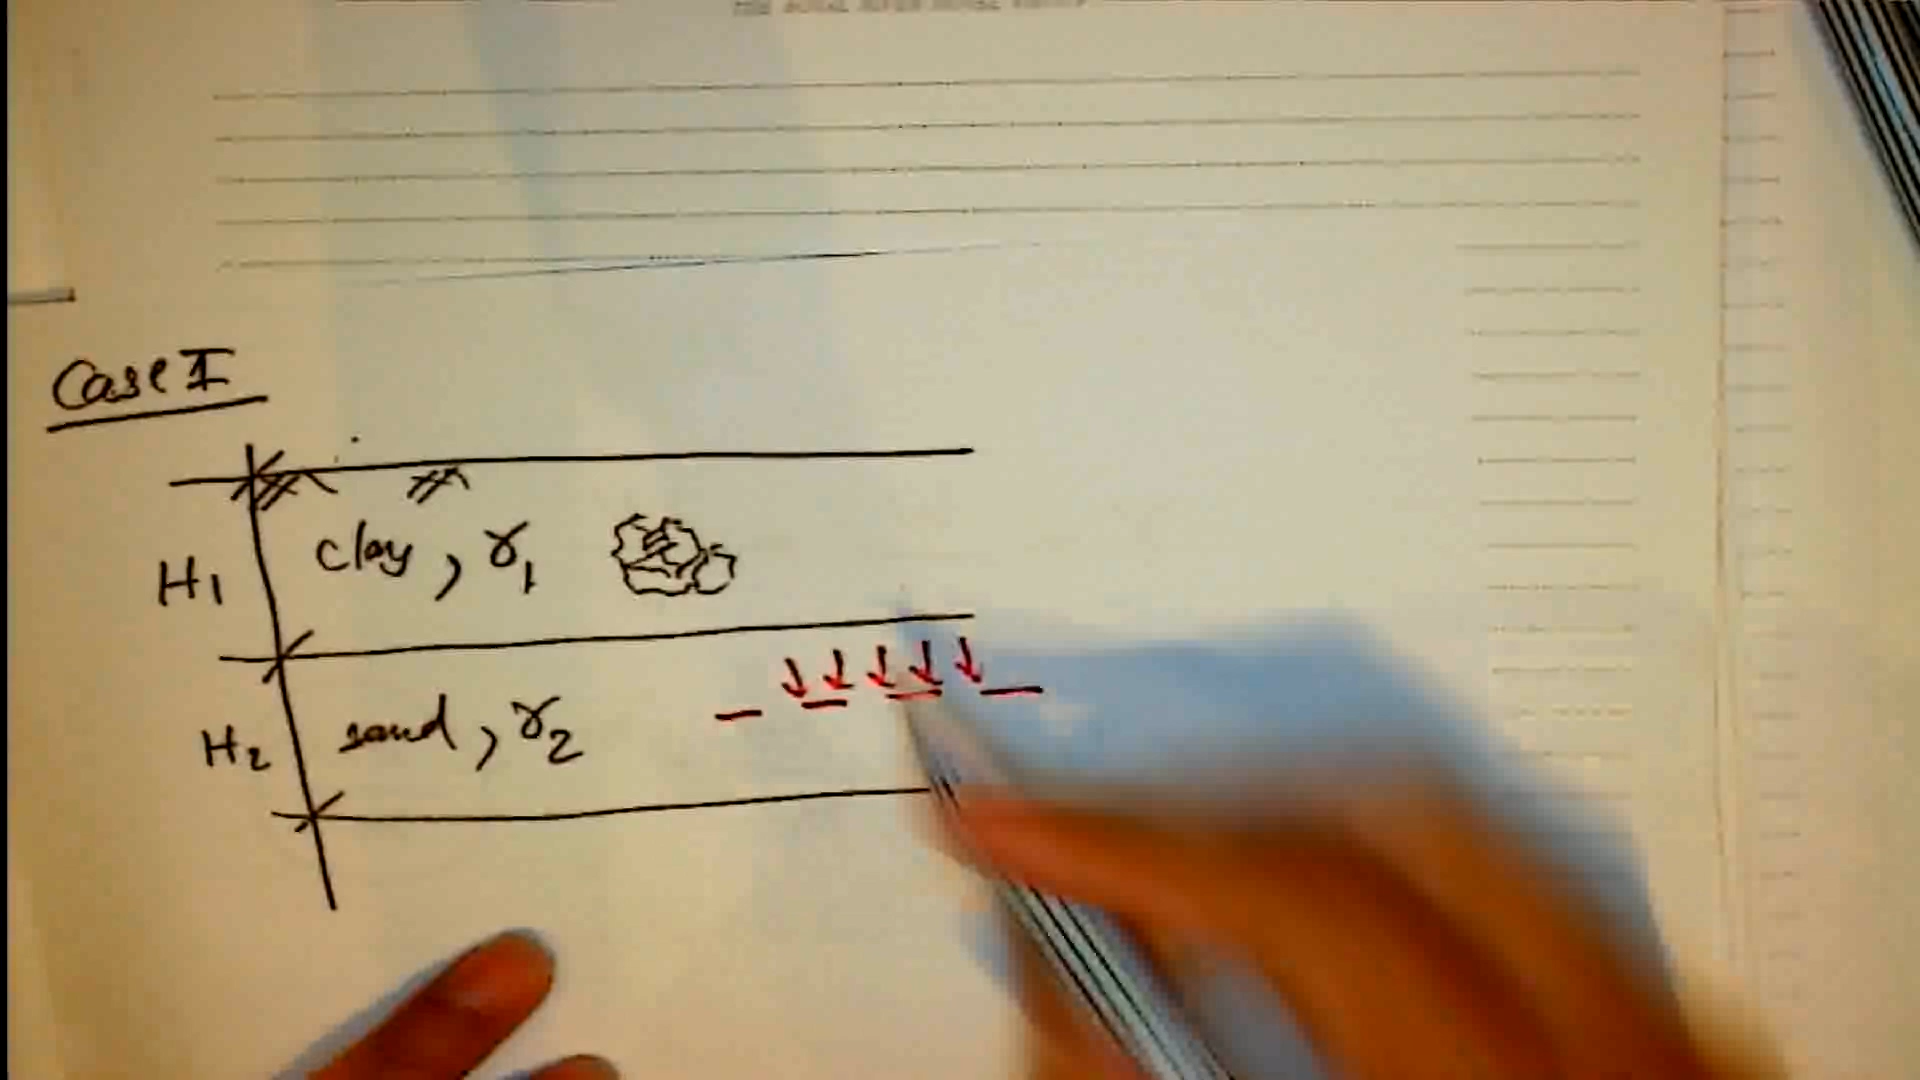 Case I
H1
clay, γ1
H2
sand, γ2